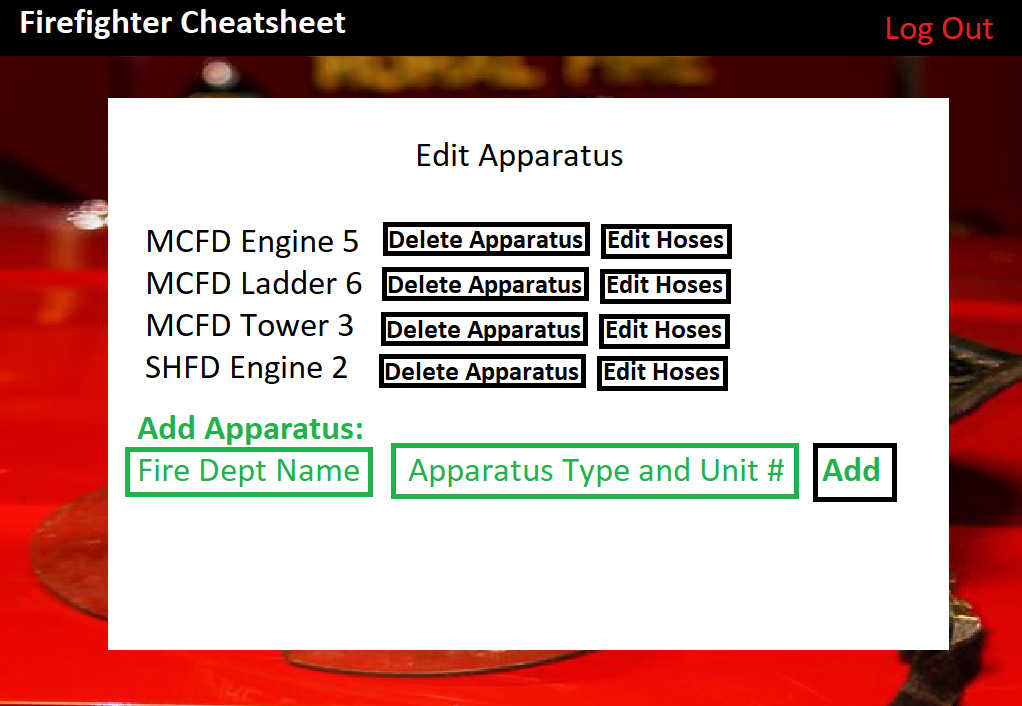 Firefighter Cheatsheet
Log Out
RURAL FIRE
Edit Apparatus
MCFD Engine 5 Delete Apparatus Edit Hoses
MCFD Ladder 6 Delete Apparatus Edit Hoses
MCFD Tower 3 Delete Apparatus Edit Hoses
SHFD Engine 2 Delete Apparatus Edit Hoses
Add Apparatus:
Fire Dept Name Apparatus Type and Unit # Add